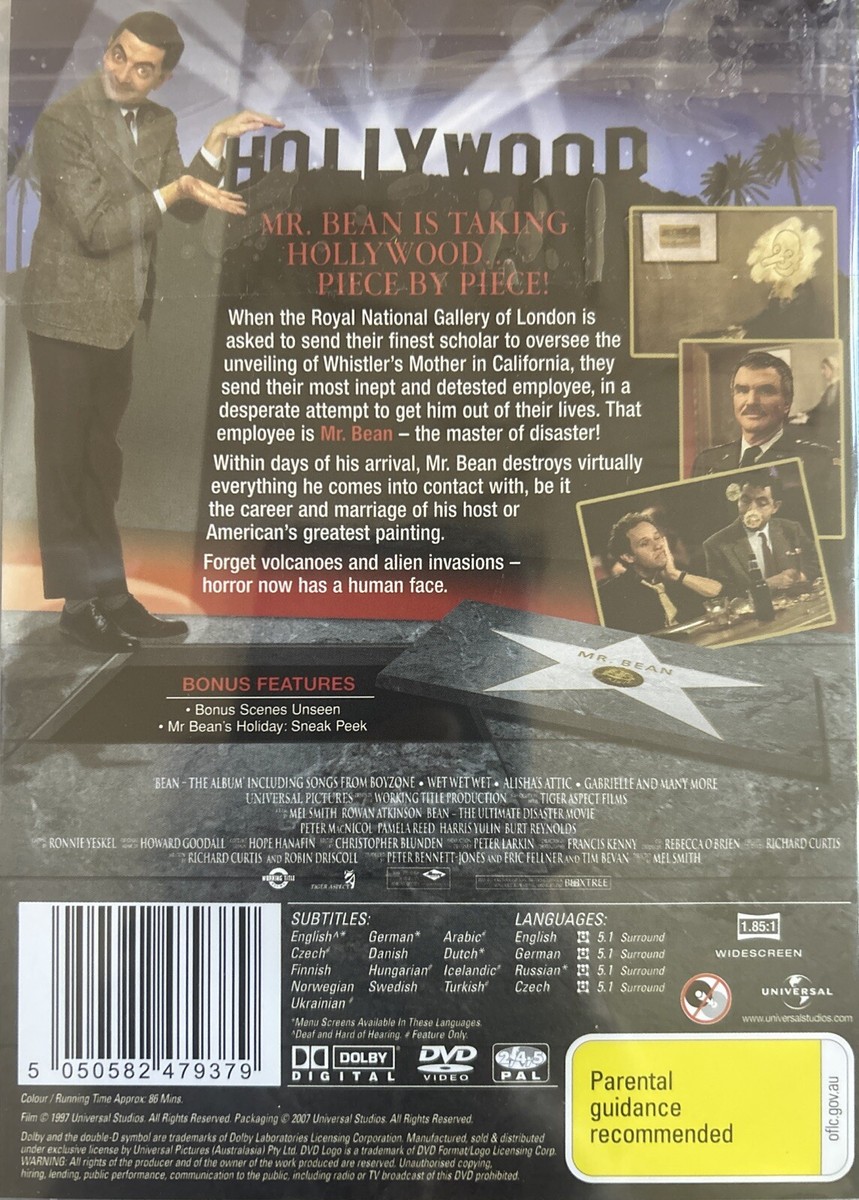 HOLLYWOOD
MR. BEAN IS TAKING
HOLLYWOOD...
PIECE BY PIECE!
When the Royal National Gallery of London is
asked to send their finest scholar to oversee the
unveiling of Whistler's Mother in California, they
send their most inept and detested employee, in a
desperate attempt to get him out of their lives. That
employee is Mr. Bean – the master of disaster!
Within days of his arrival, Mr. Bean destroys virtually
everything he comes into contact with, be it
the career and marriage of his host or
American's greatest painting.
Forget volcanoes and alien invasions –
horror now has a human face.
MR. BEAN
BONUS FEATURES
• Bonus Scenes Unseen
• Mr Bean's Holiday: Sneak Peek
'BEAN - THE ALBUM' INCLUDING SONGS FROM BOYZONE • WET WET WET • ALISHA'S ATTIC • GABRIELLE AND MANY MORE
UNIVERSAL PICTURES WORKING TITLE PRODUCTION TIGER ASPECT FILMS
MEL SMITH ROWAN ATKINSON BEAN - THE ULTIMATE DISASTER MOVIE
PETER MACNICOL PAMELA REED HARRIS YULIN BURT REYNOLDS
RONNIE YESKEL HOWARD GOODALL HOPE HANAFIN CHRISTOPHER BLUNDEN PETER LARKIN FRANCIS KENNY REBECCA O'BRIEN RICHARD CURTIS
RICHARD CURTIS AND ROBIN DRISCOLL PETER BENNETT-JONES AND ERIC FELLNER AND TIM BEVAN MEL SMITH
WORKING TITLE TIGER ASPECT BUBXTREE
SUBTITLES:
English^* German* Arabic#
Czech# Danish Dutch*
Finnish Hungarian# Icelandic#
Norwegian Swedish Turkish#
Ukrainian #
*Manu Screens Available In These Languages.
^Deaf and Hard of Hearing. # Feature Only.
LANGUAGES:
English 5.1 Surround
German 5.1 Surround
Russian* 5.1 Surround
Czech 5.1 Surround
1.85:1
WIDESCREEN
UNIVERSAL
www.universalstudios.com
DOLBY
DIGITAL
DVD
VIDEO
2•4•5
PAL
5 050582 479379
Parental
guidance
recommended
oflc.gov.au
Colour / Running Time Approx: 86 Mins.
Film © 1997 Universal Studios. All Rights Reserved. Packaging © 2007 Universal Studios. All Rights Reserved.
Dolby and the double-D symbol are trademarks of Dolby Laboratories Licensing Corporation. Manufactured, sold & distributed
under exclusive license by Universal Pictures (Australasia) Pty Ltd. DVD Logo is a trademark of DVD Format/Logo Licensing Corp.
WARNING: All rights of the producer and of the owner of the work produced are reserved. Unauthorised copying,
hiring, lending, public performance, communication to the public, including radio or TV broadcast of this DVD prohibited.